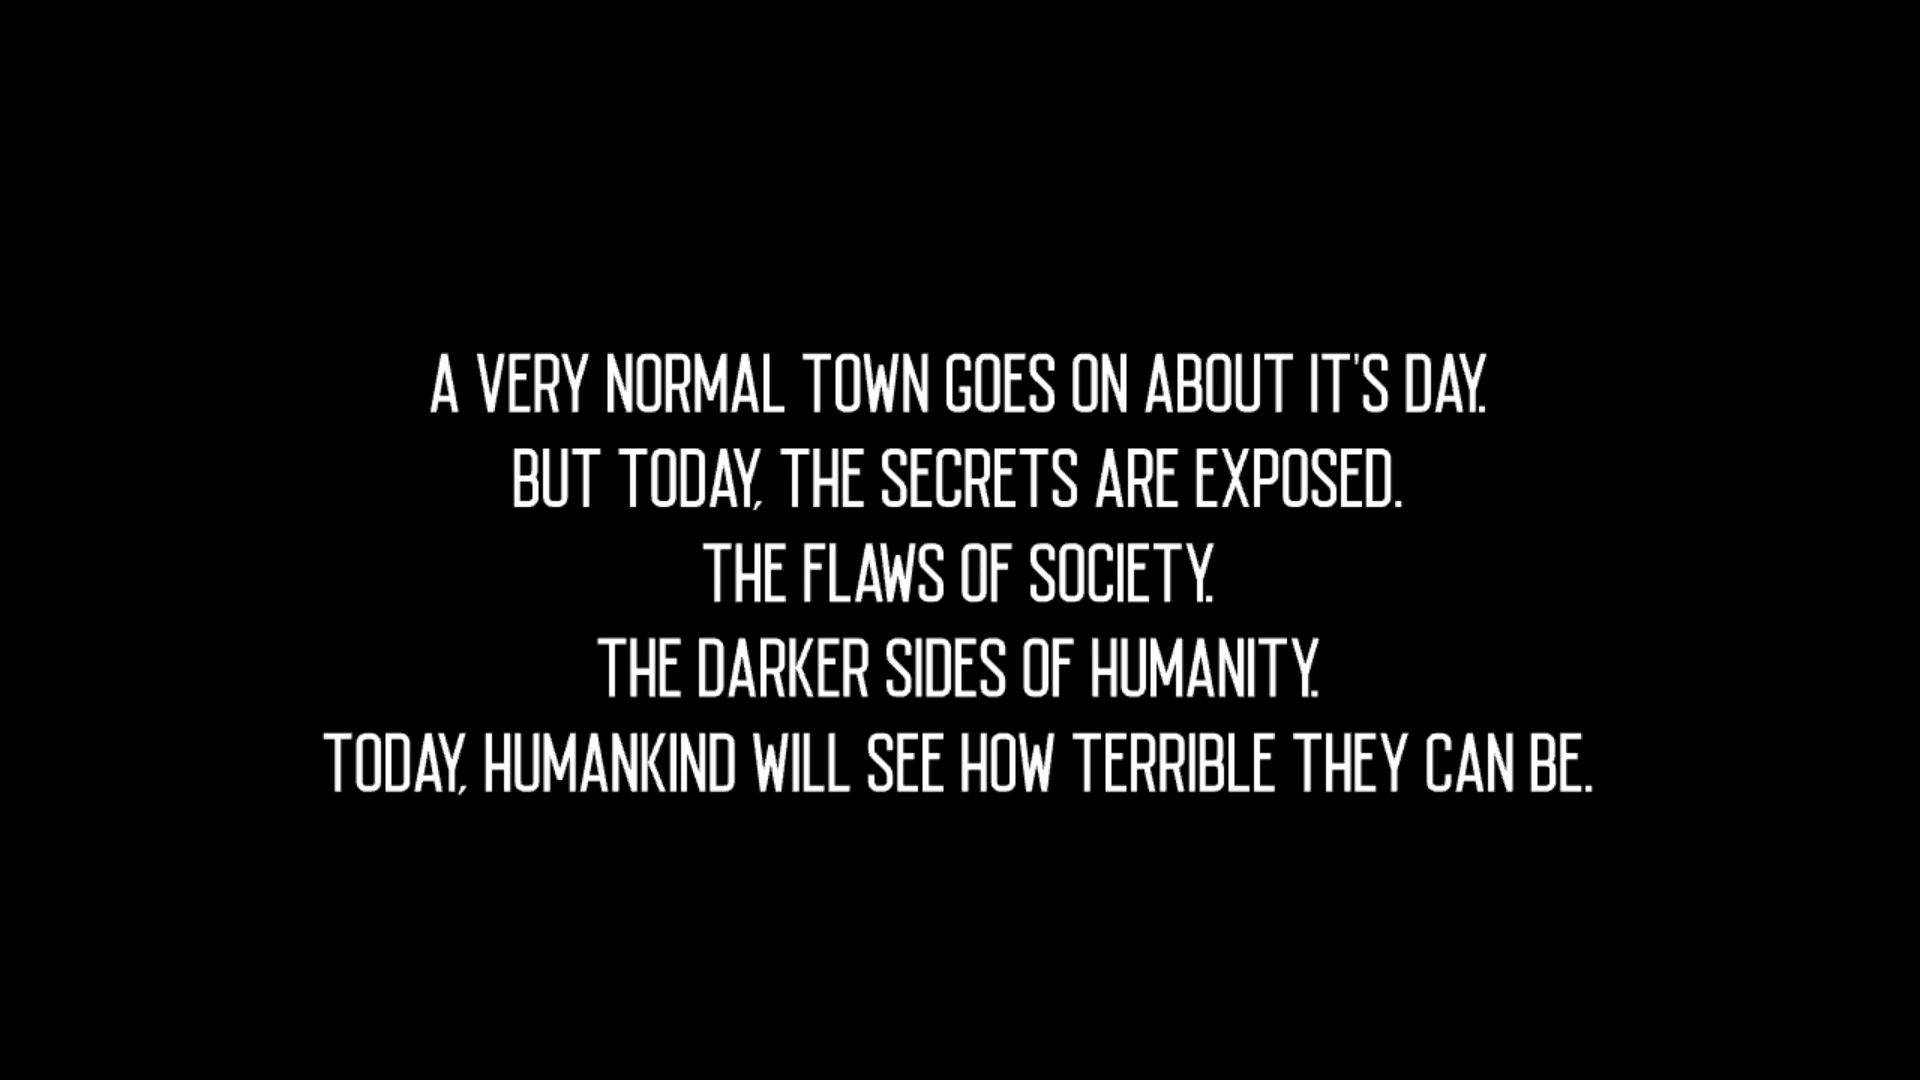 A VERY NORMAL TOWN GOES ON ABOUT IT'S DAY.
BUT TODAY, THE SECRETS ARE EXPOSED.
THE FLAWS OF SOCIETY.
THE DARKER SIDES OF HUMANITY.
TODAY, HUMANKIND WILL SEE HOW TERRIBLE THEY CAN BE.